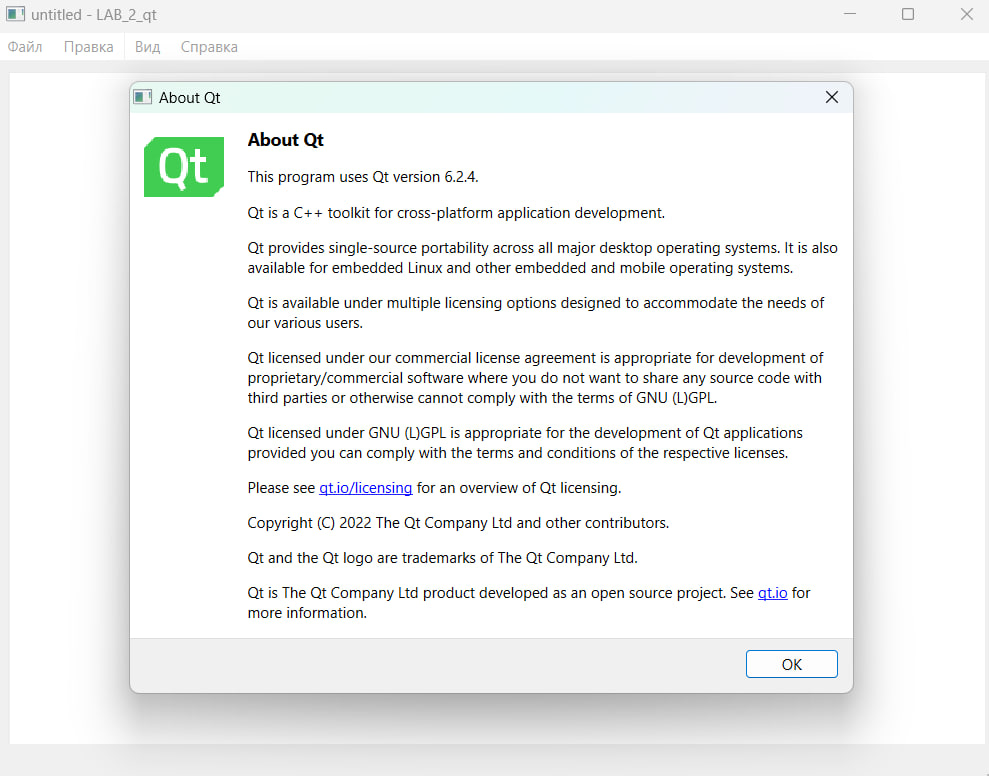 untitled - LAB_2_qt
Файл Правка Вид Справка
About Qt
Qt
About Qt
This program uses Qt version 6.2.4.
Qt is a C++ toolkit for cross-platform application development.
Qt provides single-source portability across all major desktop operating systems. It is also
available for embedded Linux and other embedded and mobile operating systems.
Qt is available under multiple licensing options designed to accommodate the needs of
our various users.
Qt licensed under our commercial license agreement is appropriate for development of
proprietary/commercial software where you do not want to share any source code with
third parties or otherwise cannot comply with the terms of GNU (L)GPL.
Qt licensed under GNU (L)GPL is appropriate for the development of Qt applications
provided you can comply with the terms and conditions of the respective licenses.
Please see qt.io/licensing for an overview of Qt licensing.
Copyright (C) 2022 The Qt Company Ltd and other contributors.
Qt and the Qt logo are trademarks of The Qt Company Ltd.
Qt is The Qt Company Ltd product developed as an open source project. See qt.io for
more information.
OK